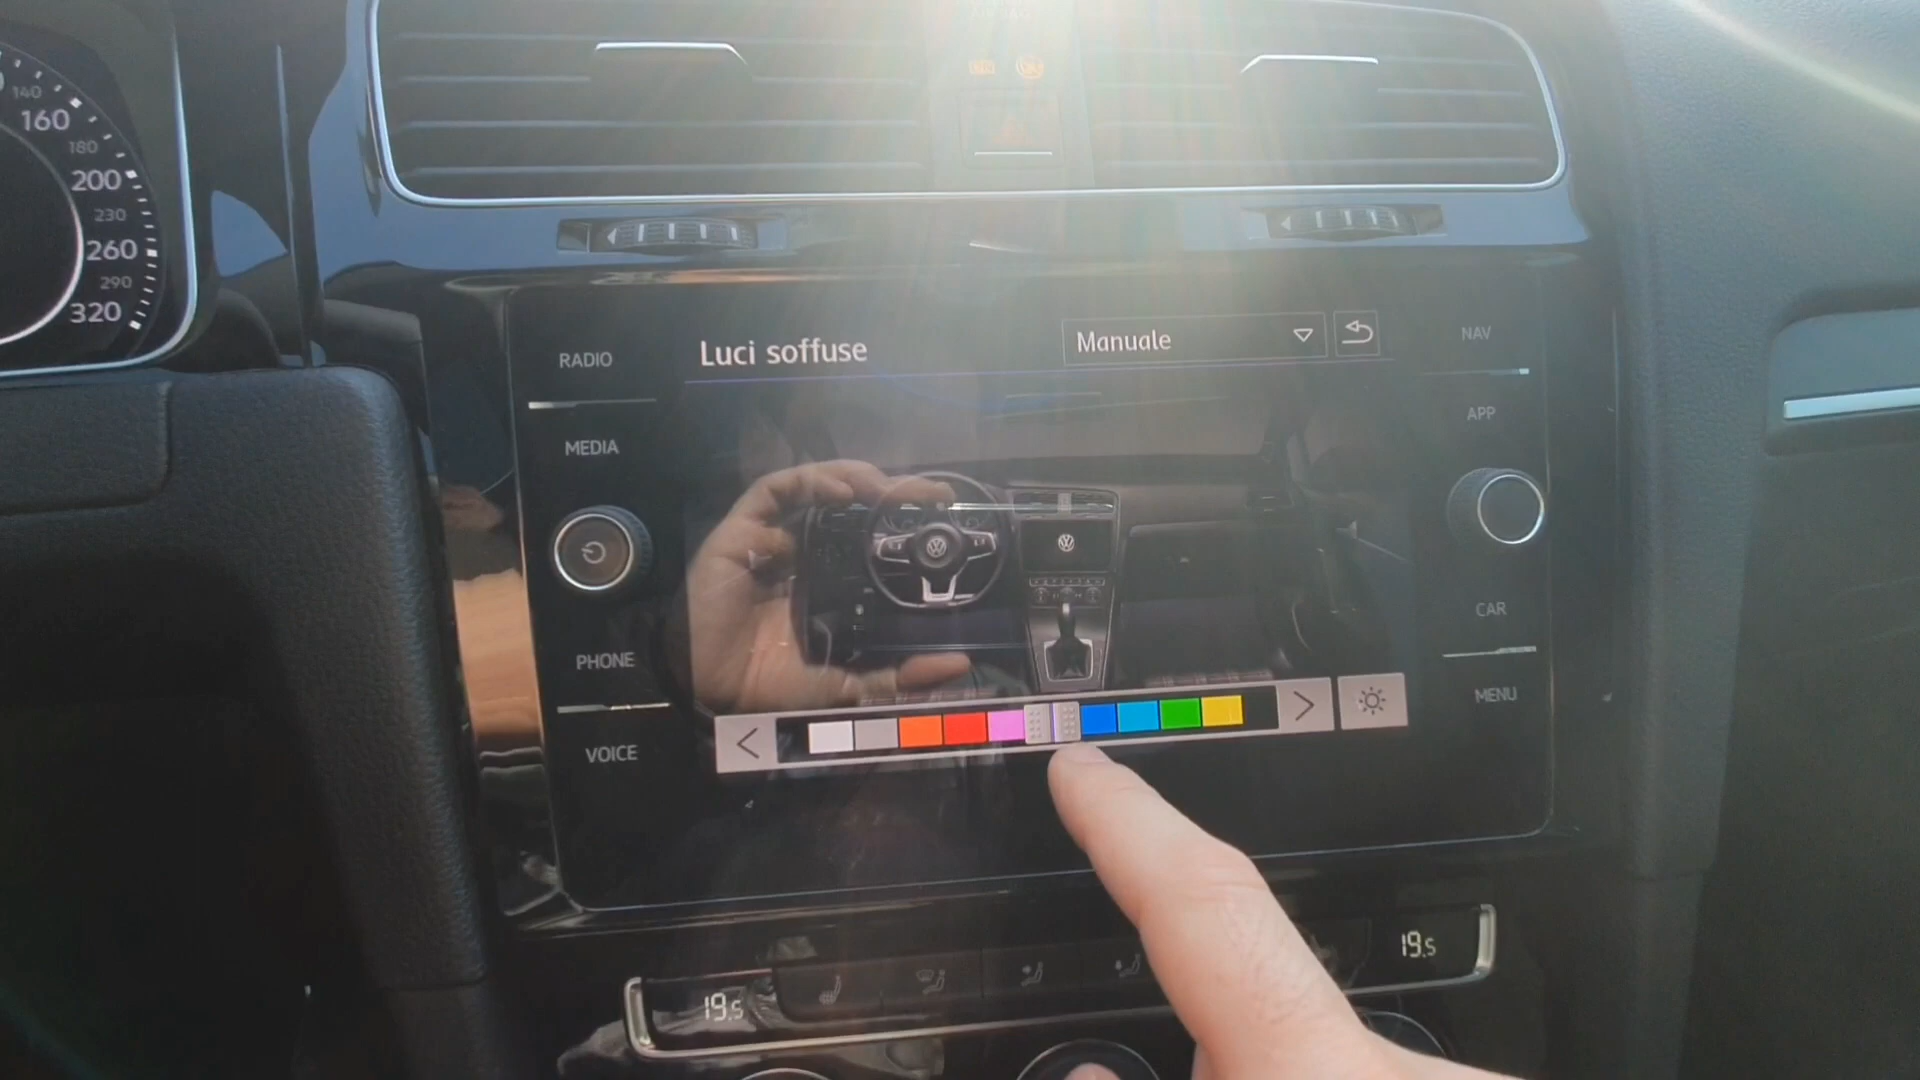 140
160
180
200
230
260
290
320
RADIO
MEDIA
PHONE
VOICE
Luci soffuse
Manuale
NAV
APP
CAR
MENU
19.5
19.5